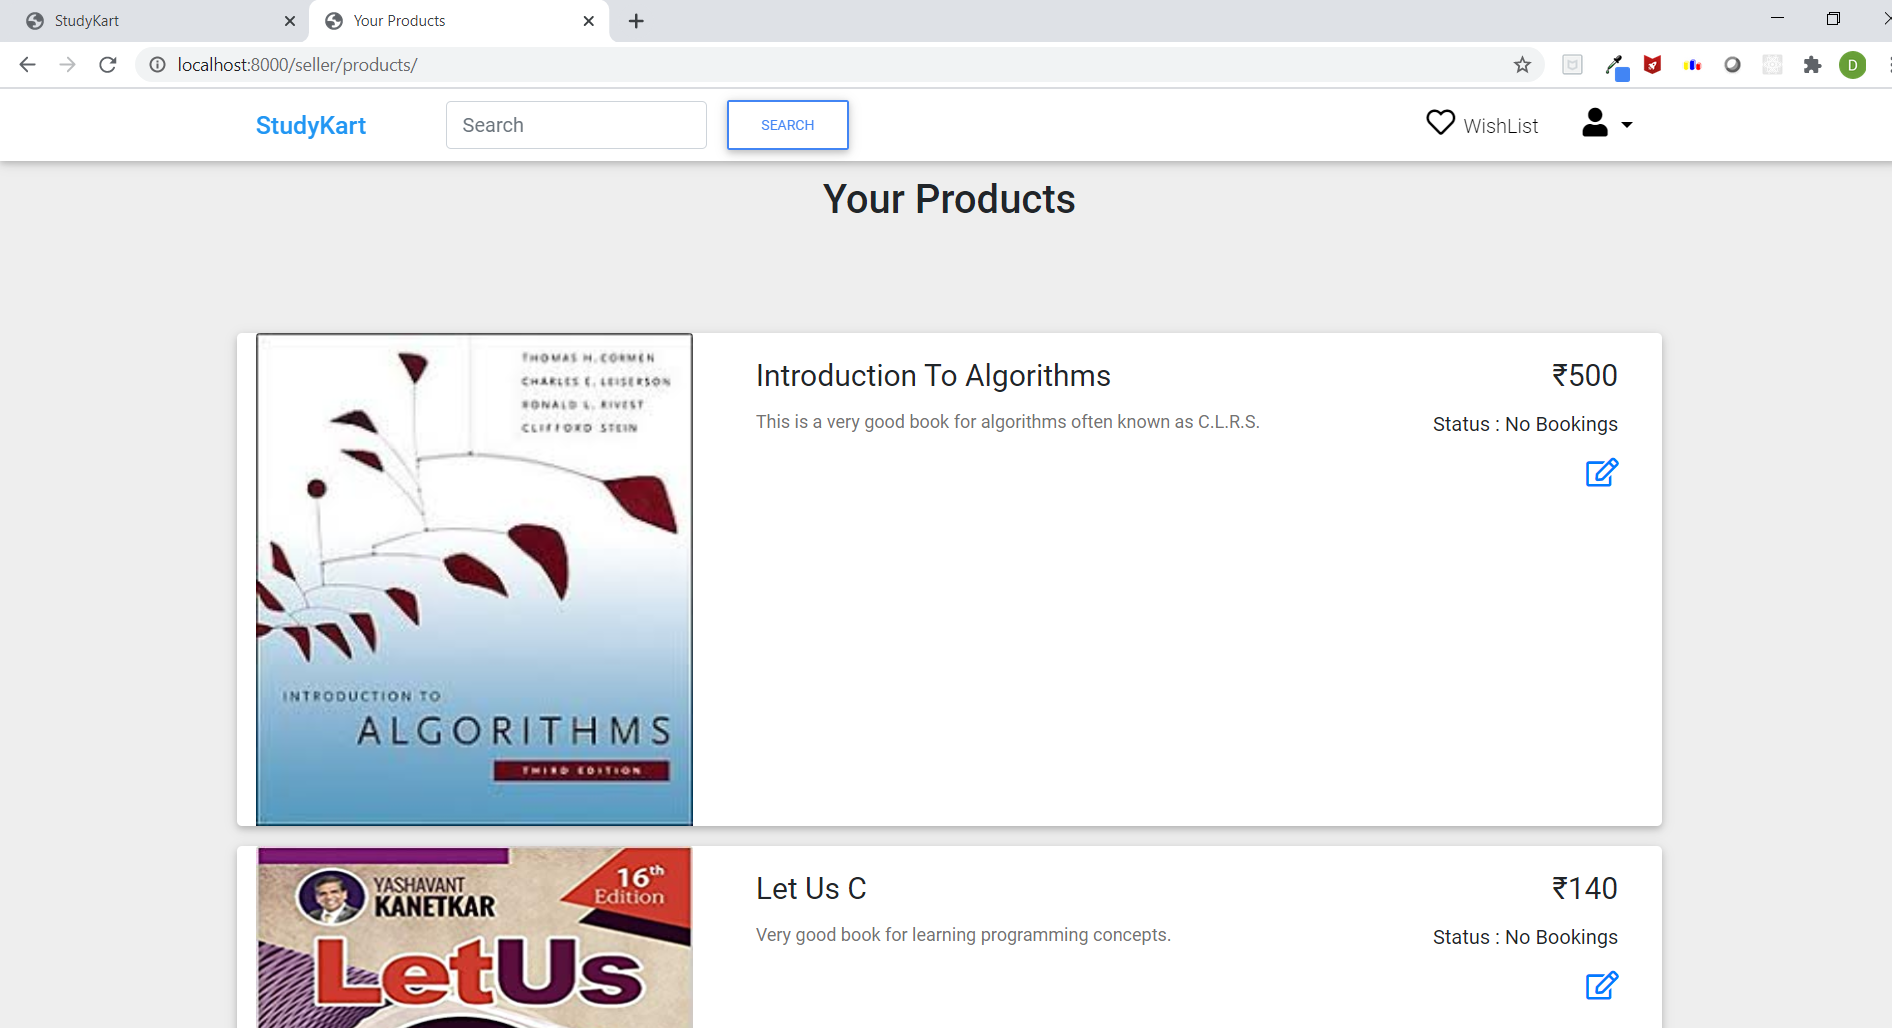 StudyKart
Your Products
localhost:8000/seller/products/
D
StudyKart
Search
SEARCH
WishList
Your Products
THOMAS H. CORMEN
CHARLES E. LEISERSON
RONALD L. RIVEST
CLIFFORD STEIN
INTRODUCTION TO
ALGORITHMS
THIRD EDITION
Introduction To Algorithms
₹500
This is a very good book for algorithms often known as C.L.R.S.
Status : No Bookings
YASHAVANT
KANETKAR
16th
Edition
LetUs
Let Us C
₹140
Very good book for learning programming concepts.
Status : No Bookings